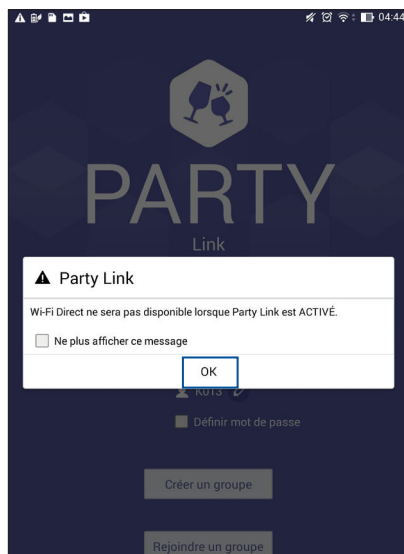 04:44
PARTY
Link
Party Link
Wi-Fi Direct ne sera pas disponible lorsque Party Link est ACTIVÉ.
Ne plus afficher ce message
OK
K013
Définir mot de passe
Créer un groupe
Rejoindre un groupe